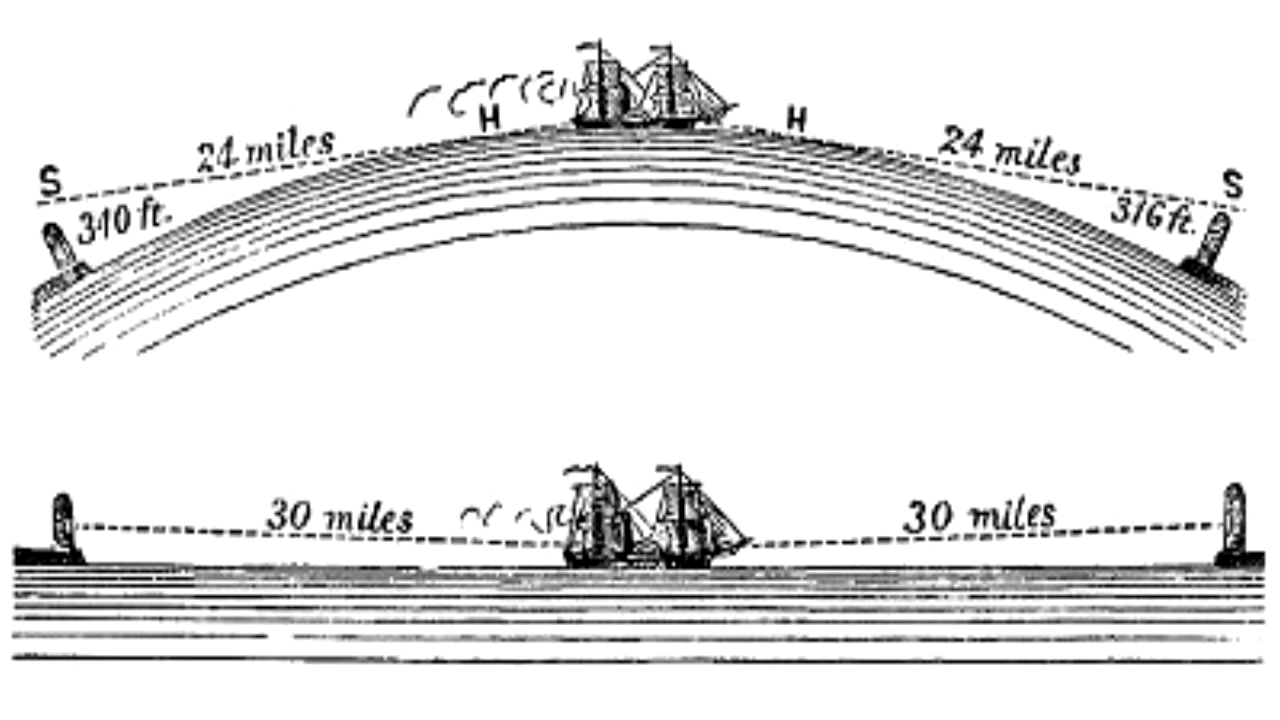 H H
24 miles 24 miles
S S
310 ft. 316 ft.
30 miles 30 miles